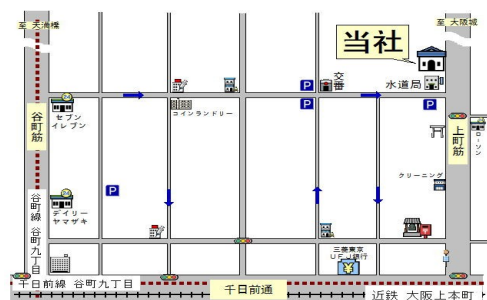 至 天満橋
至 大阪城
当社
交番
水道局
P
P
P
24
セブン
イレブン
コインランドリー
谷町筋
上町筋
ローソン
クリーニング
24
デイリー
ヤマザキ
P
谷町線 谷町九丁目
三菱東京
UFJ銀行
千日前線 谷町九丁目
千日前通
近鉄 大阪上本町